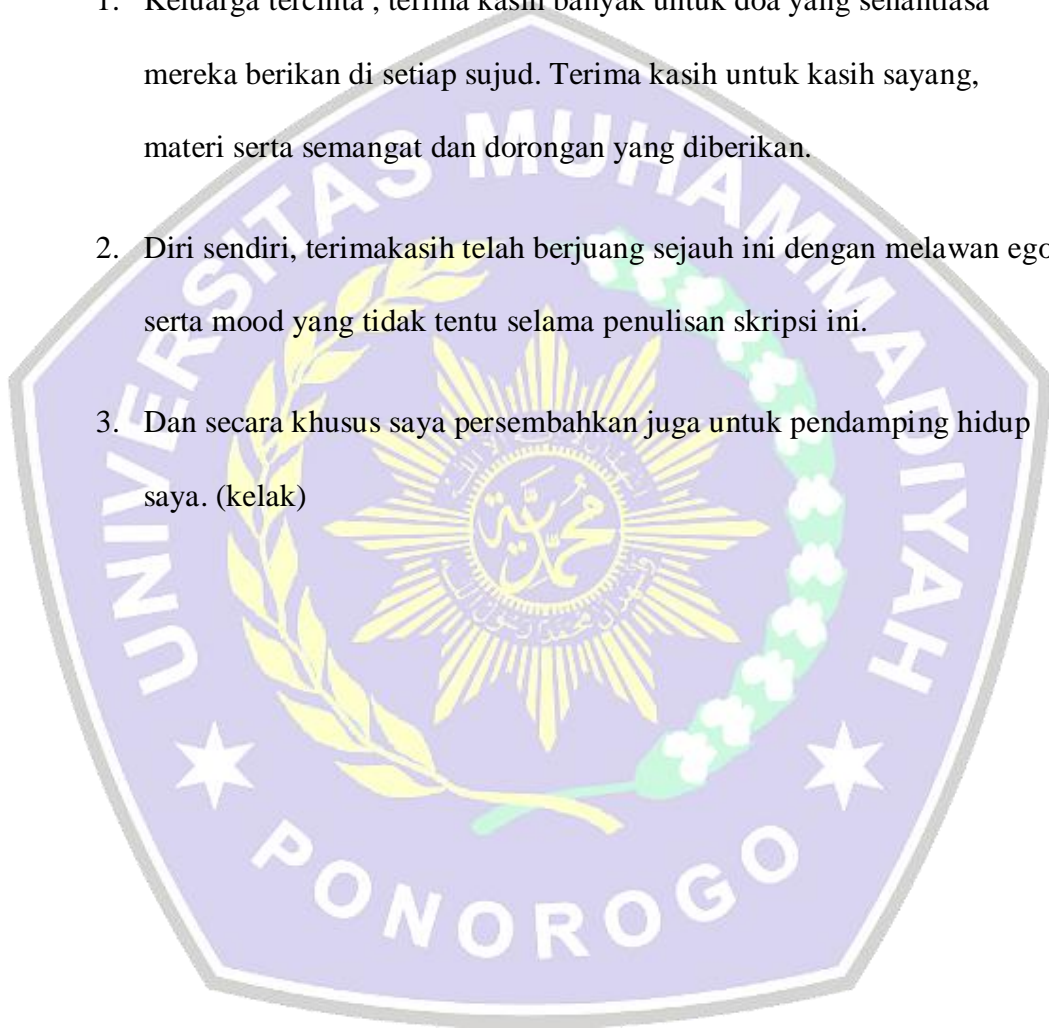 1. Keluarga tercinta , terima kasih banyak untuk doa yang senantiasa
mereka berikan di setiap sujud. Terima kasih untuk kasih sayang,
materi serta semangat dan dorongan yang diberikan.
2. Diri sendiri, terimakasih telah berjuang sejauh ini dengan melawan ego
serta mood yang tidak tentu selama penulisan skripsi ini.
3. Dan secara khusus saya persembahkan juga untuk pendamping hidup
saya. (kelak)
UNIVERSITAS MUHAMMADIYAH
محمدية
PONOROGO